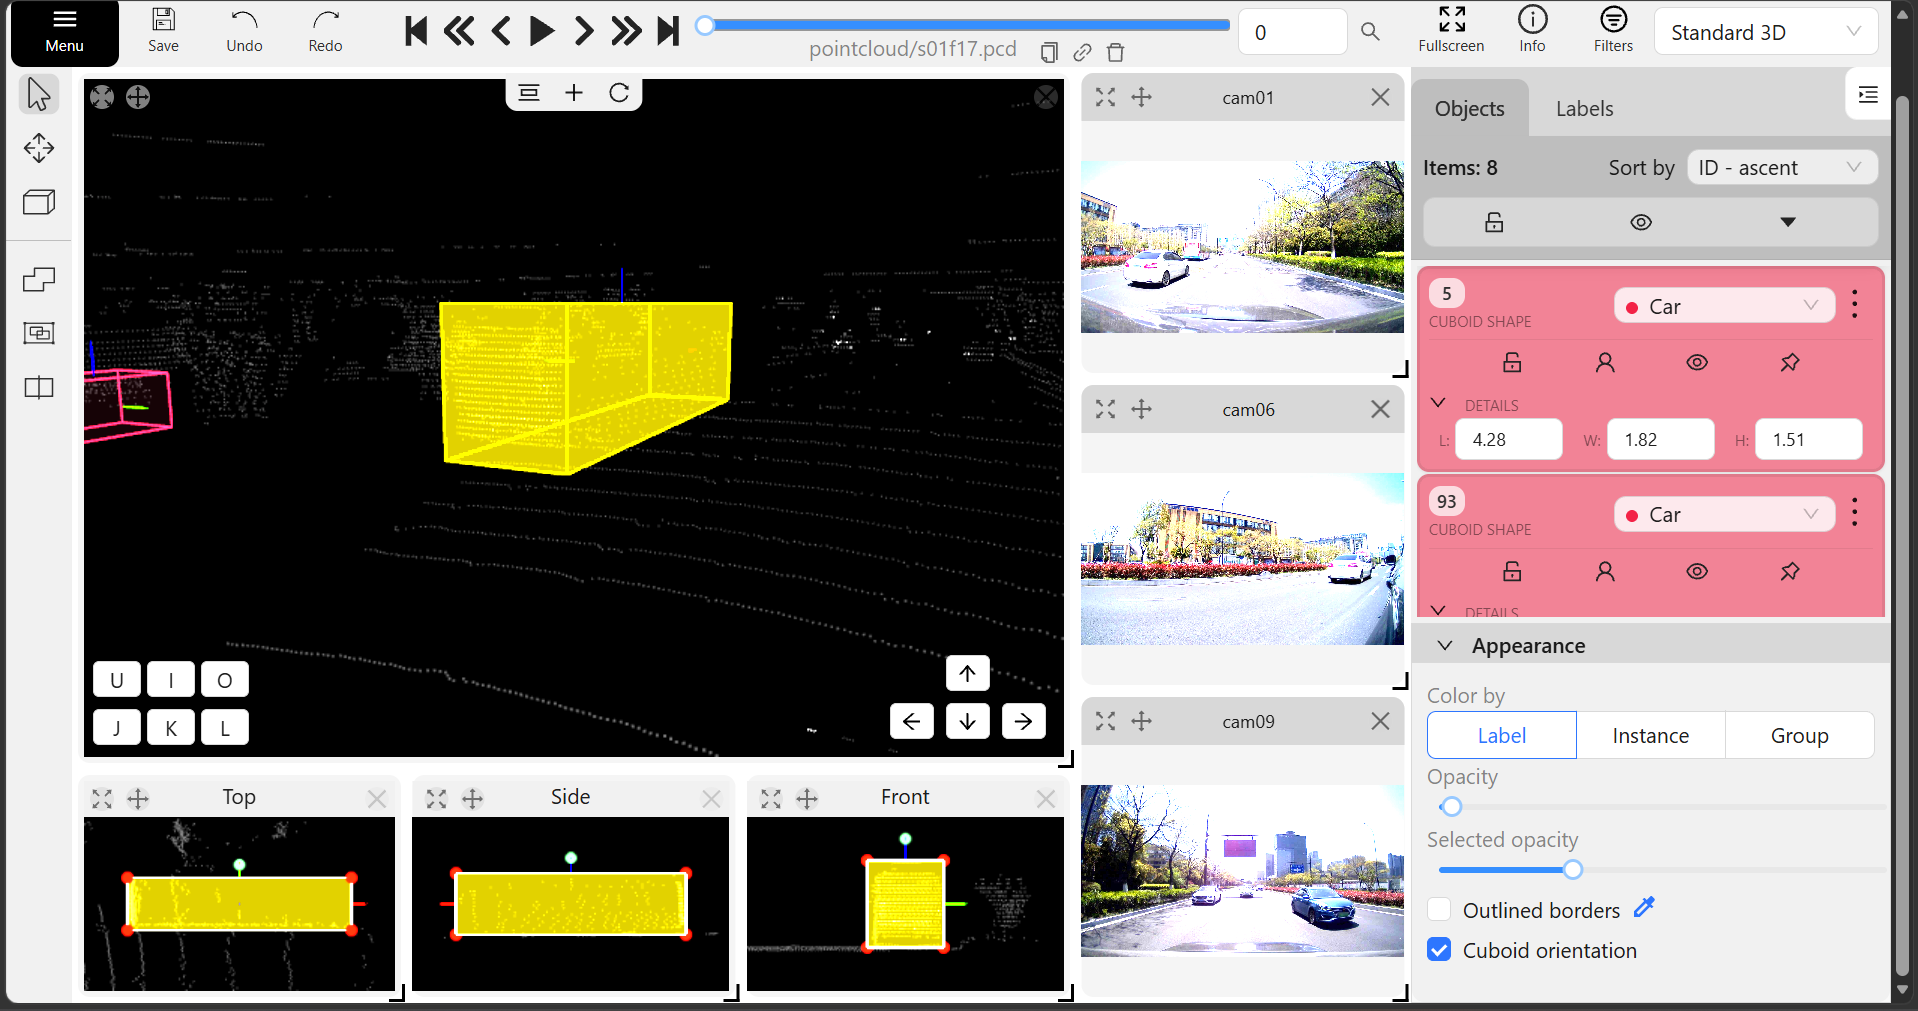 Menu
Save
Undo
Redo
0
pointcloud/s01f17.pcd
Fullscreen
Info
Filters
Standard 3D
U
I
O
J
K
L
Top
Side
Front
cam01
cam06
cam09
Objects
Labels
Items: 8
Sort by
ID - ascent
5
CUBOID SHAPE
Car
DETAILS
L: 4.28
W: 1.82
H: 1.51
93
CUBOID SHAPE
Car
DETAILS
Appearance
Color by
Label
Instance
Group
Opacity
Selected opacity
Outlined borders
Cuboid orientation